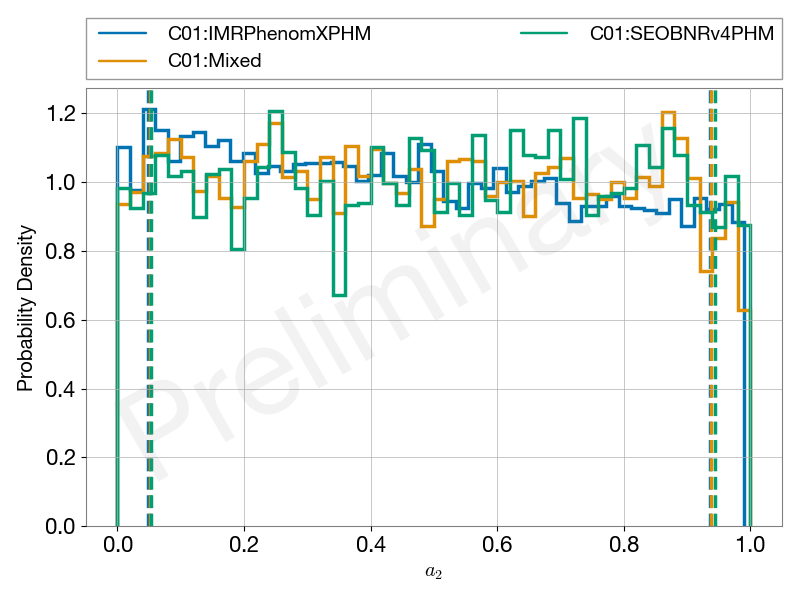 C01:IMRPhenomXPHM
C01:Mixed
C01:SEOBNRv4PHM
Preliminary
Probability Density
1.2
1.0
0.8
0.6
0.4
0.2
0.0
0.0 0.2 0.4 0.6 0.8 1.0
a₂